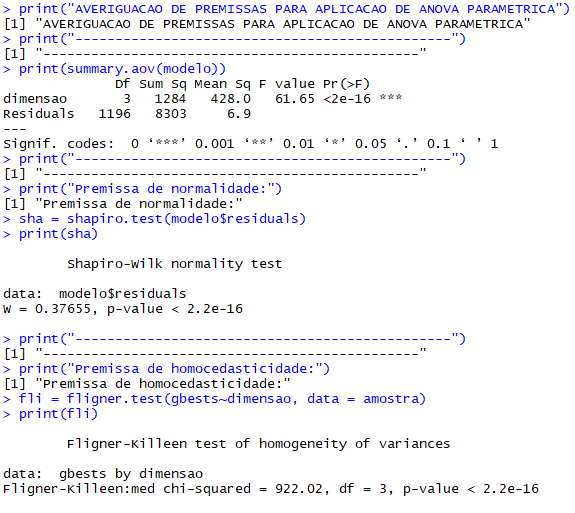 > print("AVERIGUACAO DE PREMISSAS PARA APLICACAO DE ANOVA PARAMETRICA")
[1] "AVERIGUACAO DE PREMISSAS PARA APLICACAO DE ANOVA PARAMETRICA"
> print("-----------------------------------------------")
[1] "-----------------------------------------------"
> print(summary.aov(modelo))
Df Sum Sq Mean Sq F value Pr(>F)
dimensao 3 1284 428.0 61.65 <2e-16 ***
Residuals 1196 8303 6.9
---
Signif. codes: 0 ‘***’ 0.001 ‘**’ 0.01 ‘*’ 0.05 ‘.’ 0.1 ‘ ’ 1
> print("-----------------------------------------------")
[1] "-----------------------------------------------"
> print("Premissa de normalidade:")
[1] "Premissa de normalidade:"
> sha = shapiro.test(modelo$residuals)
> print(sha)
Shapiro-Wilk normality test
data: modelo$residuals
W = 0.37655, p-value < 2.2e-16
> print("-----------------------------------------------")
[1] "-----------------------------------------------"
> print("Premissa de homocedasticidade:")
[1] "Premissa de homocedasticidade:"
> fli = fligner.test(gbests~dimensao, data = amostra)
> print(fli)
Fligner-Killeen test of homogeneity of variances
data: gbests by dimensao
Fligner-Killeen:med chi-squared = 922.02, df = 3, p-value < 2.2e-16